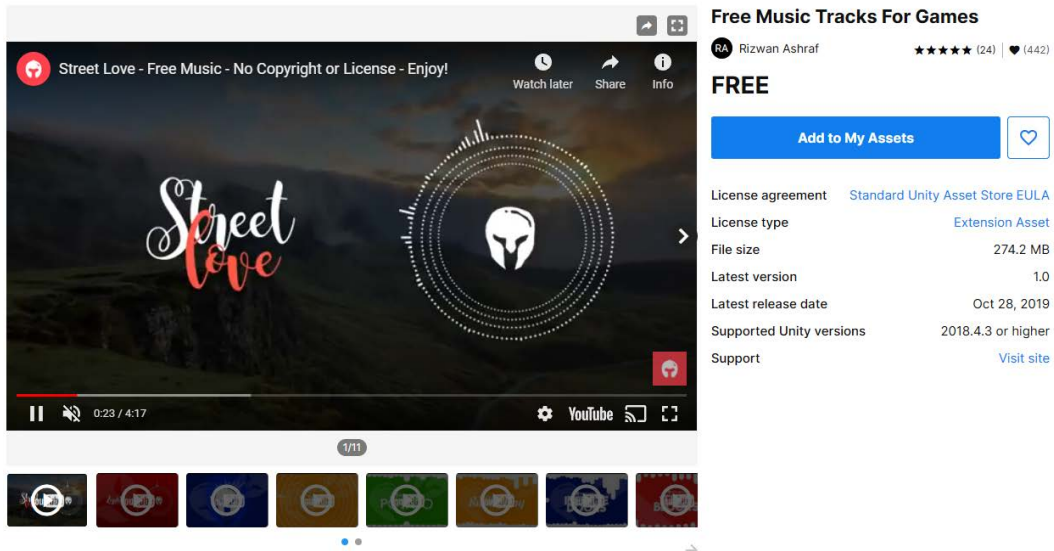 Free Music Tracks For Games
Street Love - Free Music - No Copyright or License - Enjoy!
Watch later
Share
Info
RA
Rizwan Ashraf
(24)
(442)
FREE
Add to My Assets
Street
Love
License agreement
Standard Unity Asset Store EULA
License type
Extension Asset
File size
274.2 MB
Latest version
1.0
Latest release date
Oct 28, 2019
Supported Unity versions
2018.4.3 or higher
Support
Visit site
0:23 / 4:17
YouTube
1/11